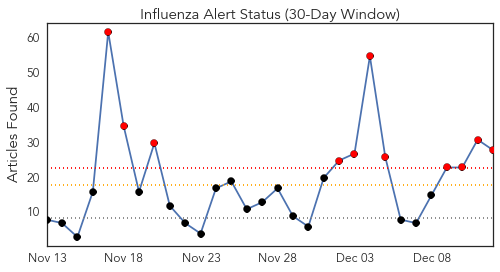 Influenza Alert Status (30-Day Window)
Articles Found
60
50
40
30
20
10
Nov 13 Nov 18 Nov 23 Nov 28 Dec 03 Dec 08